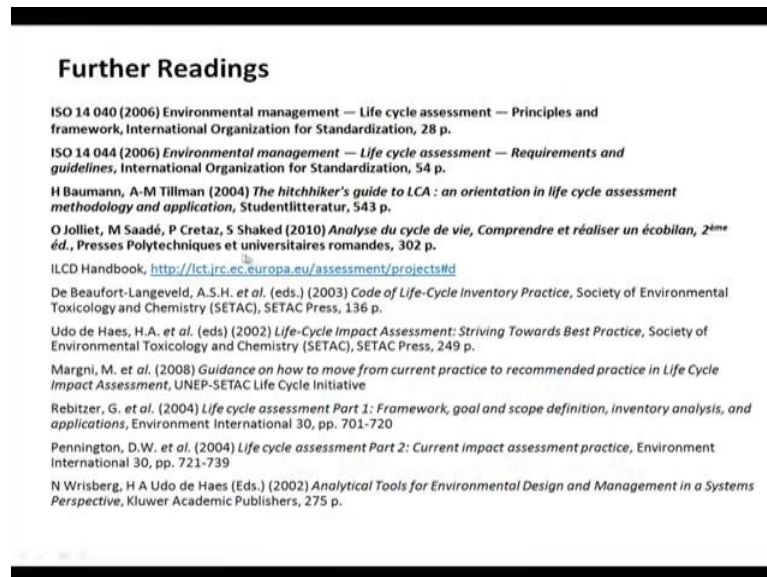 Further Readings
ISO 14 040 (2006) Environmental management — Life cycle assessment — Principles and
framework, International Organization for Standardization, 28 p.
ISO 14 044 (2006) Environmental management — Life cycle assessment — Requirements and
guidelines, International Organization for Standardization, 54 p.
H Baumann, A-M Tillman (2004) The hitchhiker's guide to LCA : an orientation in life cycle assessment
methodology and application, Studentlitteratur, 543 p.
O Jolliet, M Saadé, P Cretaz, S Shaked (2010) Analyse du cycle de vie, Comprendre et réaliser un écobilan, 2ème
éd., Presses Polytechniques et universitaires romandes, 302 p.
ILCD Handbook, http://lct.jrc.ec.europa.eu/assessment/projects#d
De Beaufort-Langeveld, A.S.H. et al. (eds.) (2003) Code of Life-Cycle Inventory Practice, Society of Environmental
Toxicology and Chemistry (SETAC), SETAC Press, 136 p.
Udo de Haes, H.A. et al. (eds) (2002) Life-Cycle Impact Assessment: Striving Towards Best Practice, Society of
Environmental Toxicology and Chemistry (SETAC), SETAC Press, 249 p.
Margni, M. et al. (2008) Guidance on how to move from current practice to recommended practice in Life Cycle
Impact Assessment, UNEP-SETAC Life Cycle Initiative
Rebitzer, G. et al. (2004) Life cycle assessment Part 1: Framework, goal and scope definition, inventory analysis, and
applications, Environment International 30, pp. 701-720
Pennington, D.W. et al. (2004) Life cycle assessment Part 2: Current impact assessment practice, Environment
International 30, pp. 721-739
N Wrisberg, H A Udo de Haes (Eds.) (2002) Analytical Tools for Environmental Design and Management in a Systems
Perspective, Kluwer Academic Publishers, 275 p.